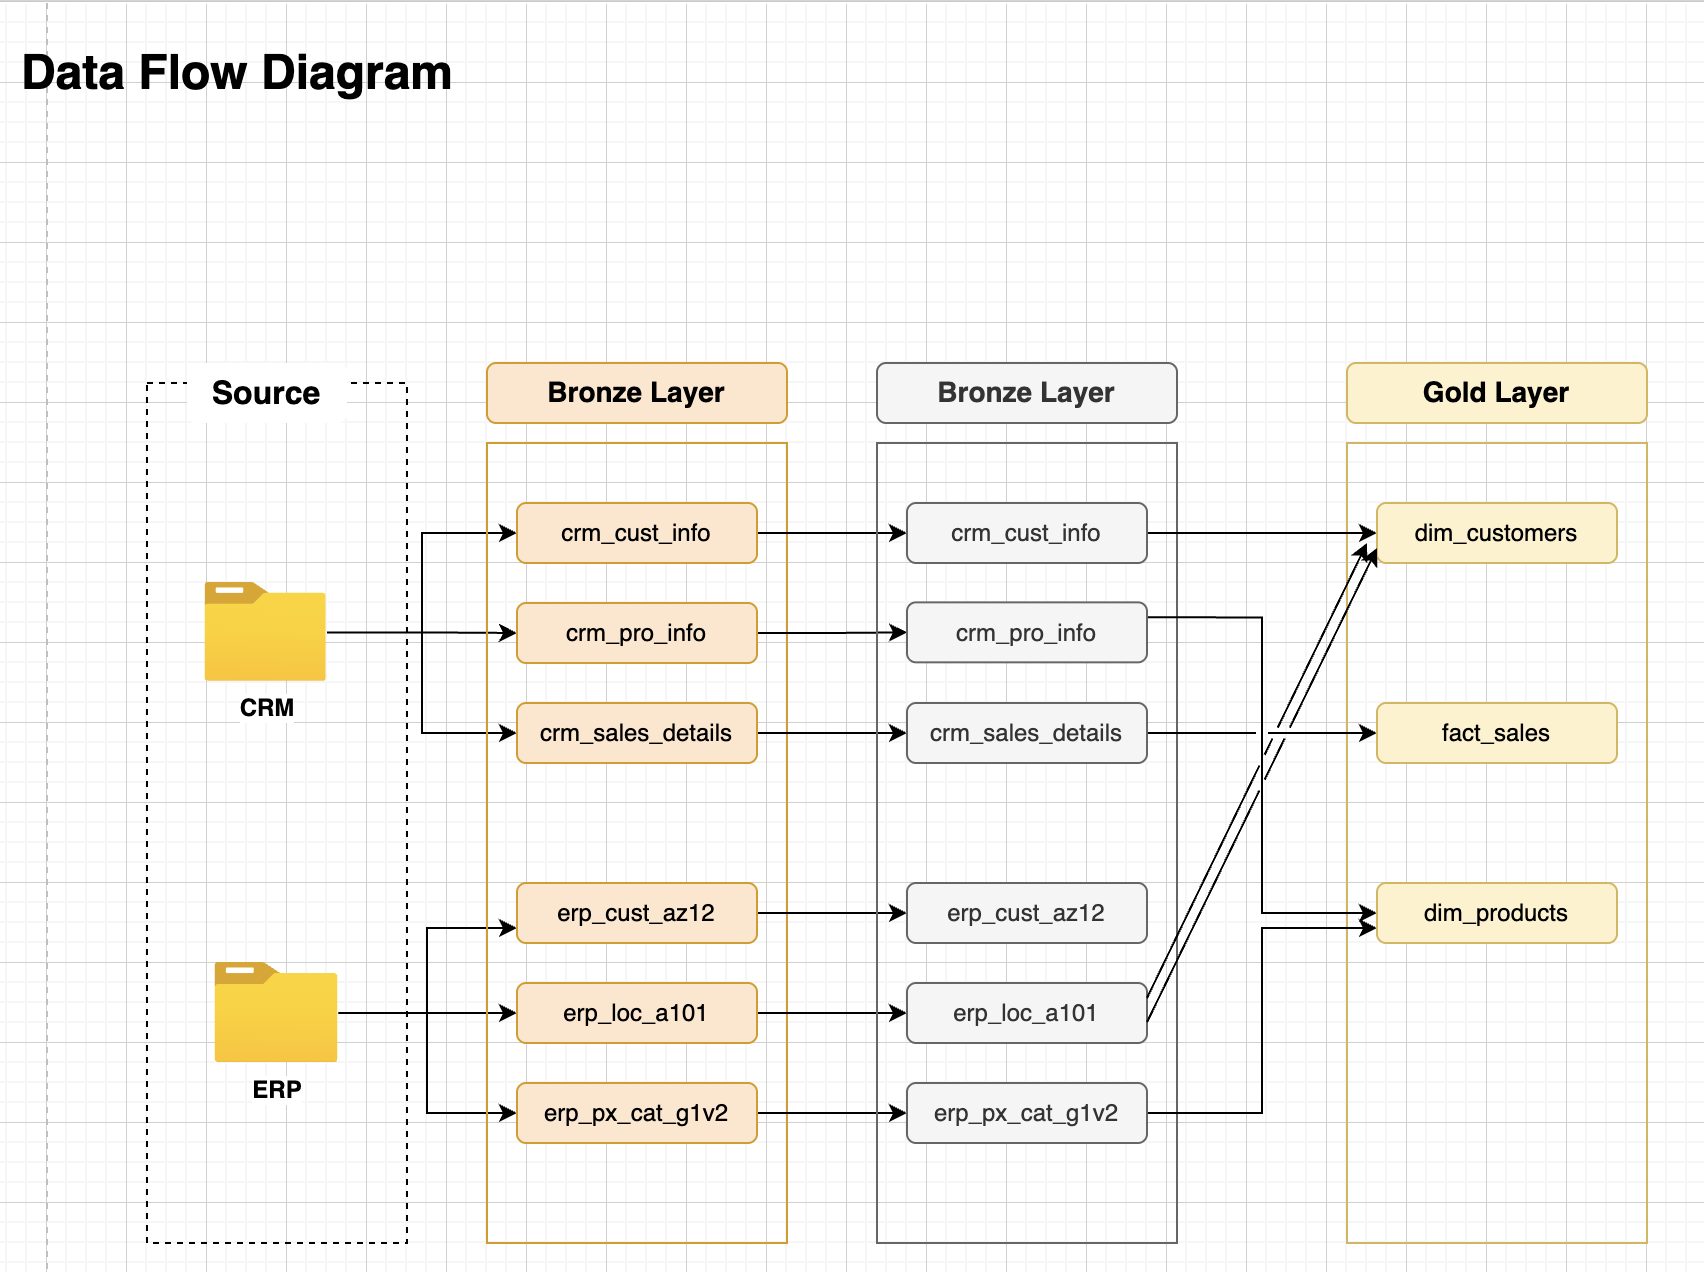 Data Flow Diagram
Source
Bronze Layer
Bronze Layer
Gold Layer
crm_cust_info
crm_cust_info
dim_customers
crm_pro_info
crm_pro_info
CRM
crm_sales_details
crm_sales_details
fact_sales
erp_cust_az12
erp_cust_az12
dim_products
erp_loc_a101
erp_loc_a101
ERP
erp_px_cat_g1v2
erp_px_cat_g1v2